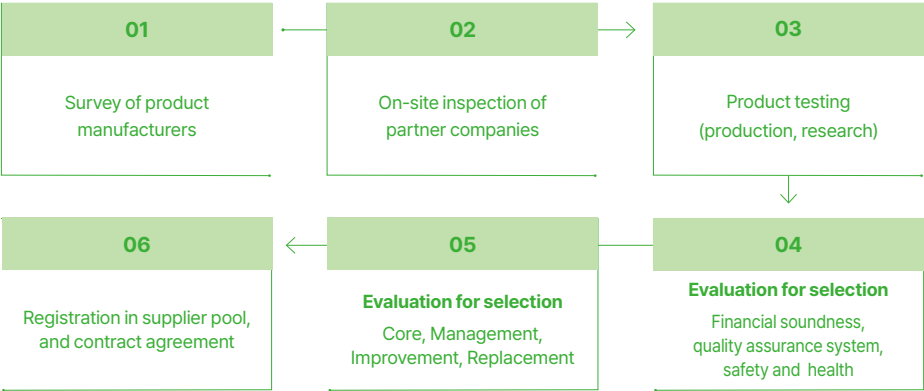 01
Survey of product
manufacturers
02
On-site inspection of
partner companies
03
Product testing
(production, research)
04
Evaluation for selection
Financial soundness,
quality assurance system,
safety and health
05
Evaluation for selection
Core, Management,
Improvement, Replacement
06
Registration in supplier pool,
and contract agreement